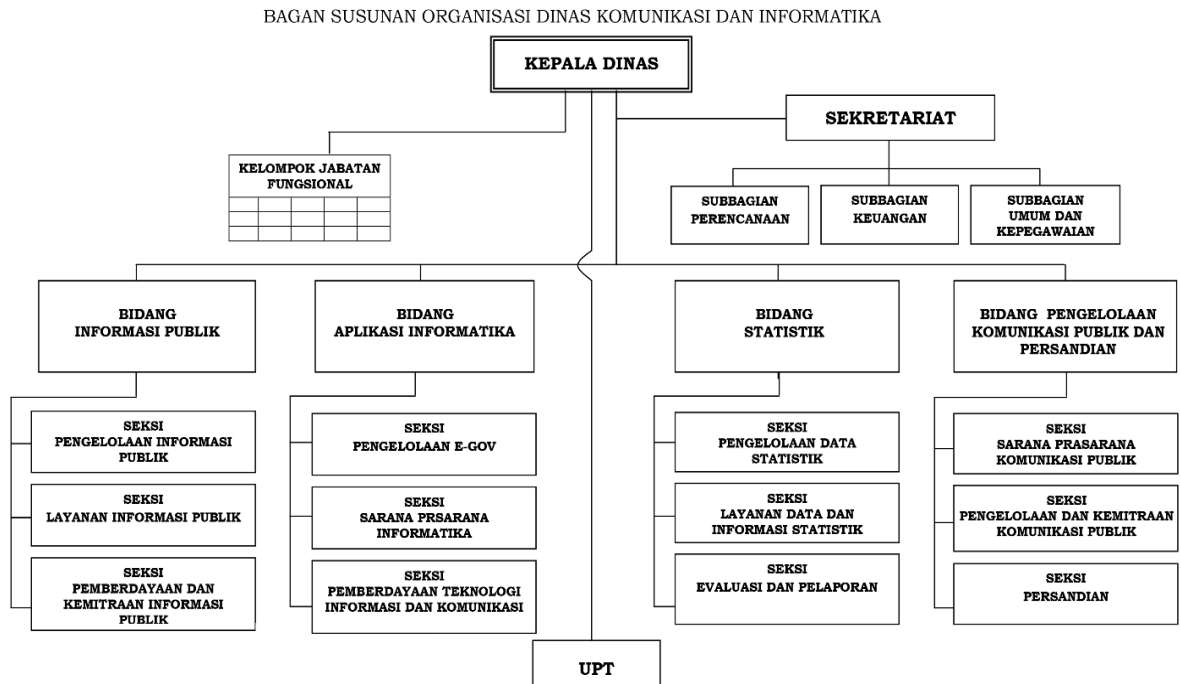 BAGAN SUSUNAN ORGANISASI DINAS KOMUNIKASI DAN INFORMATIKA
KEPALA DINAS
SEKRETARIAT
KELOMPOK JABATAN
FUNGSIONAL
SUBBAGIAN
PERENCANAAN
SUBBAGIAN
KEUANGAN
SUBBAGIAN
UMUM DAN
KEPEGAWAIAN
BIDANG
INFORMASI PUBLIK
BIDANG
APLIKASI INFORMATIKA
BIDANG
STATISTIK
BIDANG PENGELOLAAN
KOMUNIKASI PUBLIK DAN
PERSANDIAN
SEKSI
PENGELOLAAN INFORMASI
PUBLIK
SEKSI
PENGELOLAAN E-GOV
SEKSI
PENGELOLAAN DATA
STATISTIK
SEKSI
SARANA PRASARANA
KOMUNIKASI PUBLIK
SEKSI
LAYANAN INFORMASI PUBLIK
SEKSI
SARANA PRSARANA
INFORMATIKA
SEKSI
LAYANAN DATA DAN
INFORMASI STATISTIK
SEKSI
PENGELOLAAN DAN KEMITRAAN
KOMUNIKASI PUBLIK
SEKSI
PEMBERDAYAAN DAN
KEMITRAAN INFORMASI
PUBLIK
SEKSI
PEMBERDAYAAN TEKNOLOGI
INFORMASI DAN KOMUNIKASI
SEKSI
EVALUASI DAN PELAPORAN
SEKSI
PERSANDIAN
UPT